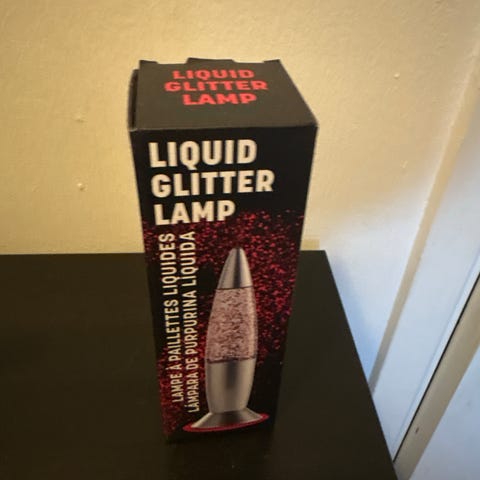 LIQUID
GLITTER
LAMP
LIQUID
GLITTER
LAMP
LAMPE À PAILLETTES LIQUIDES
LÁMPARA DE PURPURINA LÍQUIDA